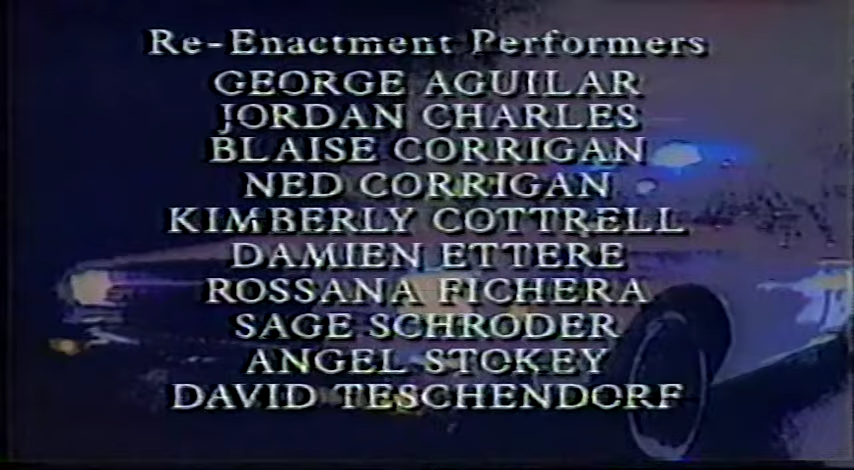 Re-Enactment Performers
GEORGE AGUILAR
JORDAN CHARLES
BLAISE CORRIGAN
NED CORRIGAN
KIMBERLY COTTRELL
DAMIEN ETTERE
ROSSANA FICHERA
SAGE SCHRODER
ANGEL STOKEY
DAVID TESCHENDORF